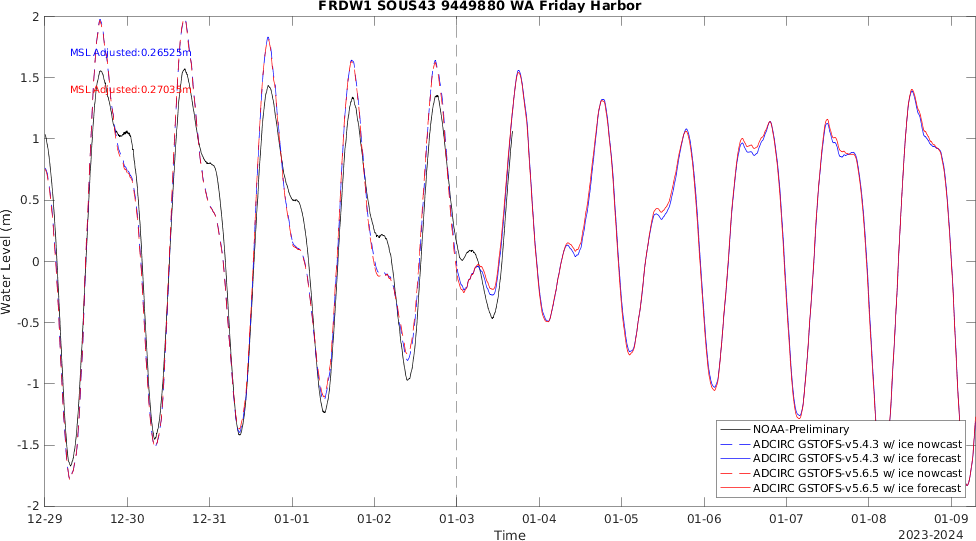 FRDW1 SOUS43 9449880 WA Friday Harbor
MSL Adjusted:0.26525m
MSL Adjusted:0.27035m
2
1.5
1
0.5
0
-0.5
-1
-1.5
-2
Water Level (m)
NOAA-Preliminary
ADCIRC GSTOFS-v5.4.3 w/ ice nowcast
ADCIRC GSTOFS-v5.4.3 w/ ice forecast
ADCIRC GSTOFS-v5.6.5 w/ ice nowcast
ADCIRC GSTOFS-v5.6.5 w/ ice forecast
12-29 12-30 12-31 01-01 01-02 01-03 01-04 01-05 01-06 01-07 01-08 01-09
Time
2023-2024